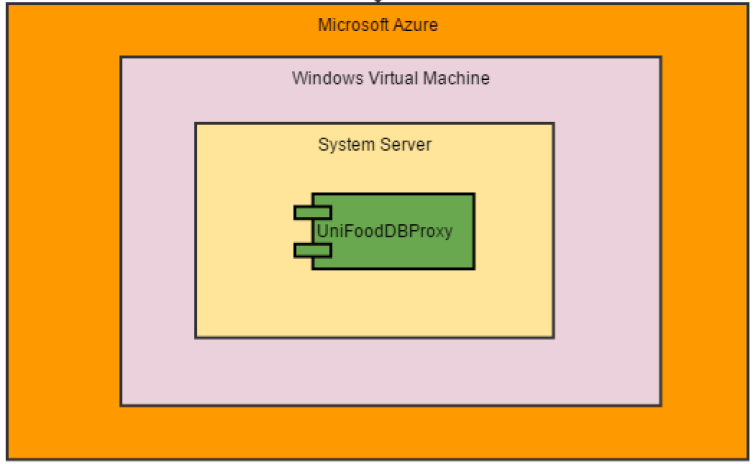 Microsoft Azure
Windows Virtual Machine
System Server
UniFoodDBProxy